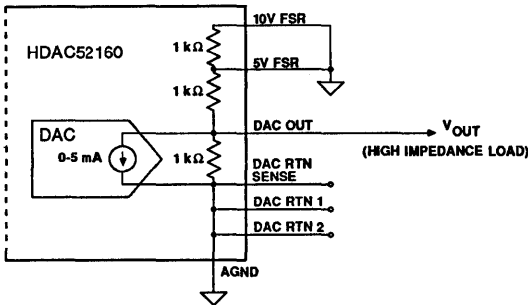 10V FSR
HDAC52160
1 kΩ
5V FSR
1 kΩ
DAC
DAC OUT
VOUT
(HIGH IMPEDANCE LOAD)
0-5 mA
1 kΩ
DAC RTN
SENSE
DAC RTN 1
DAC RTN 2
AGND